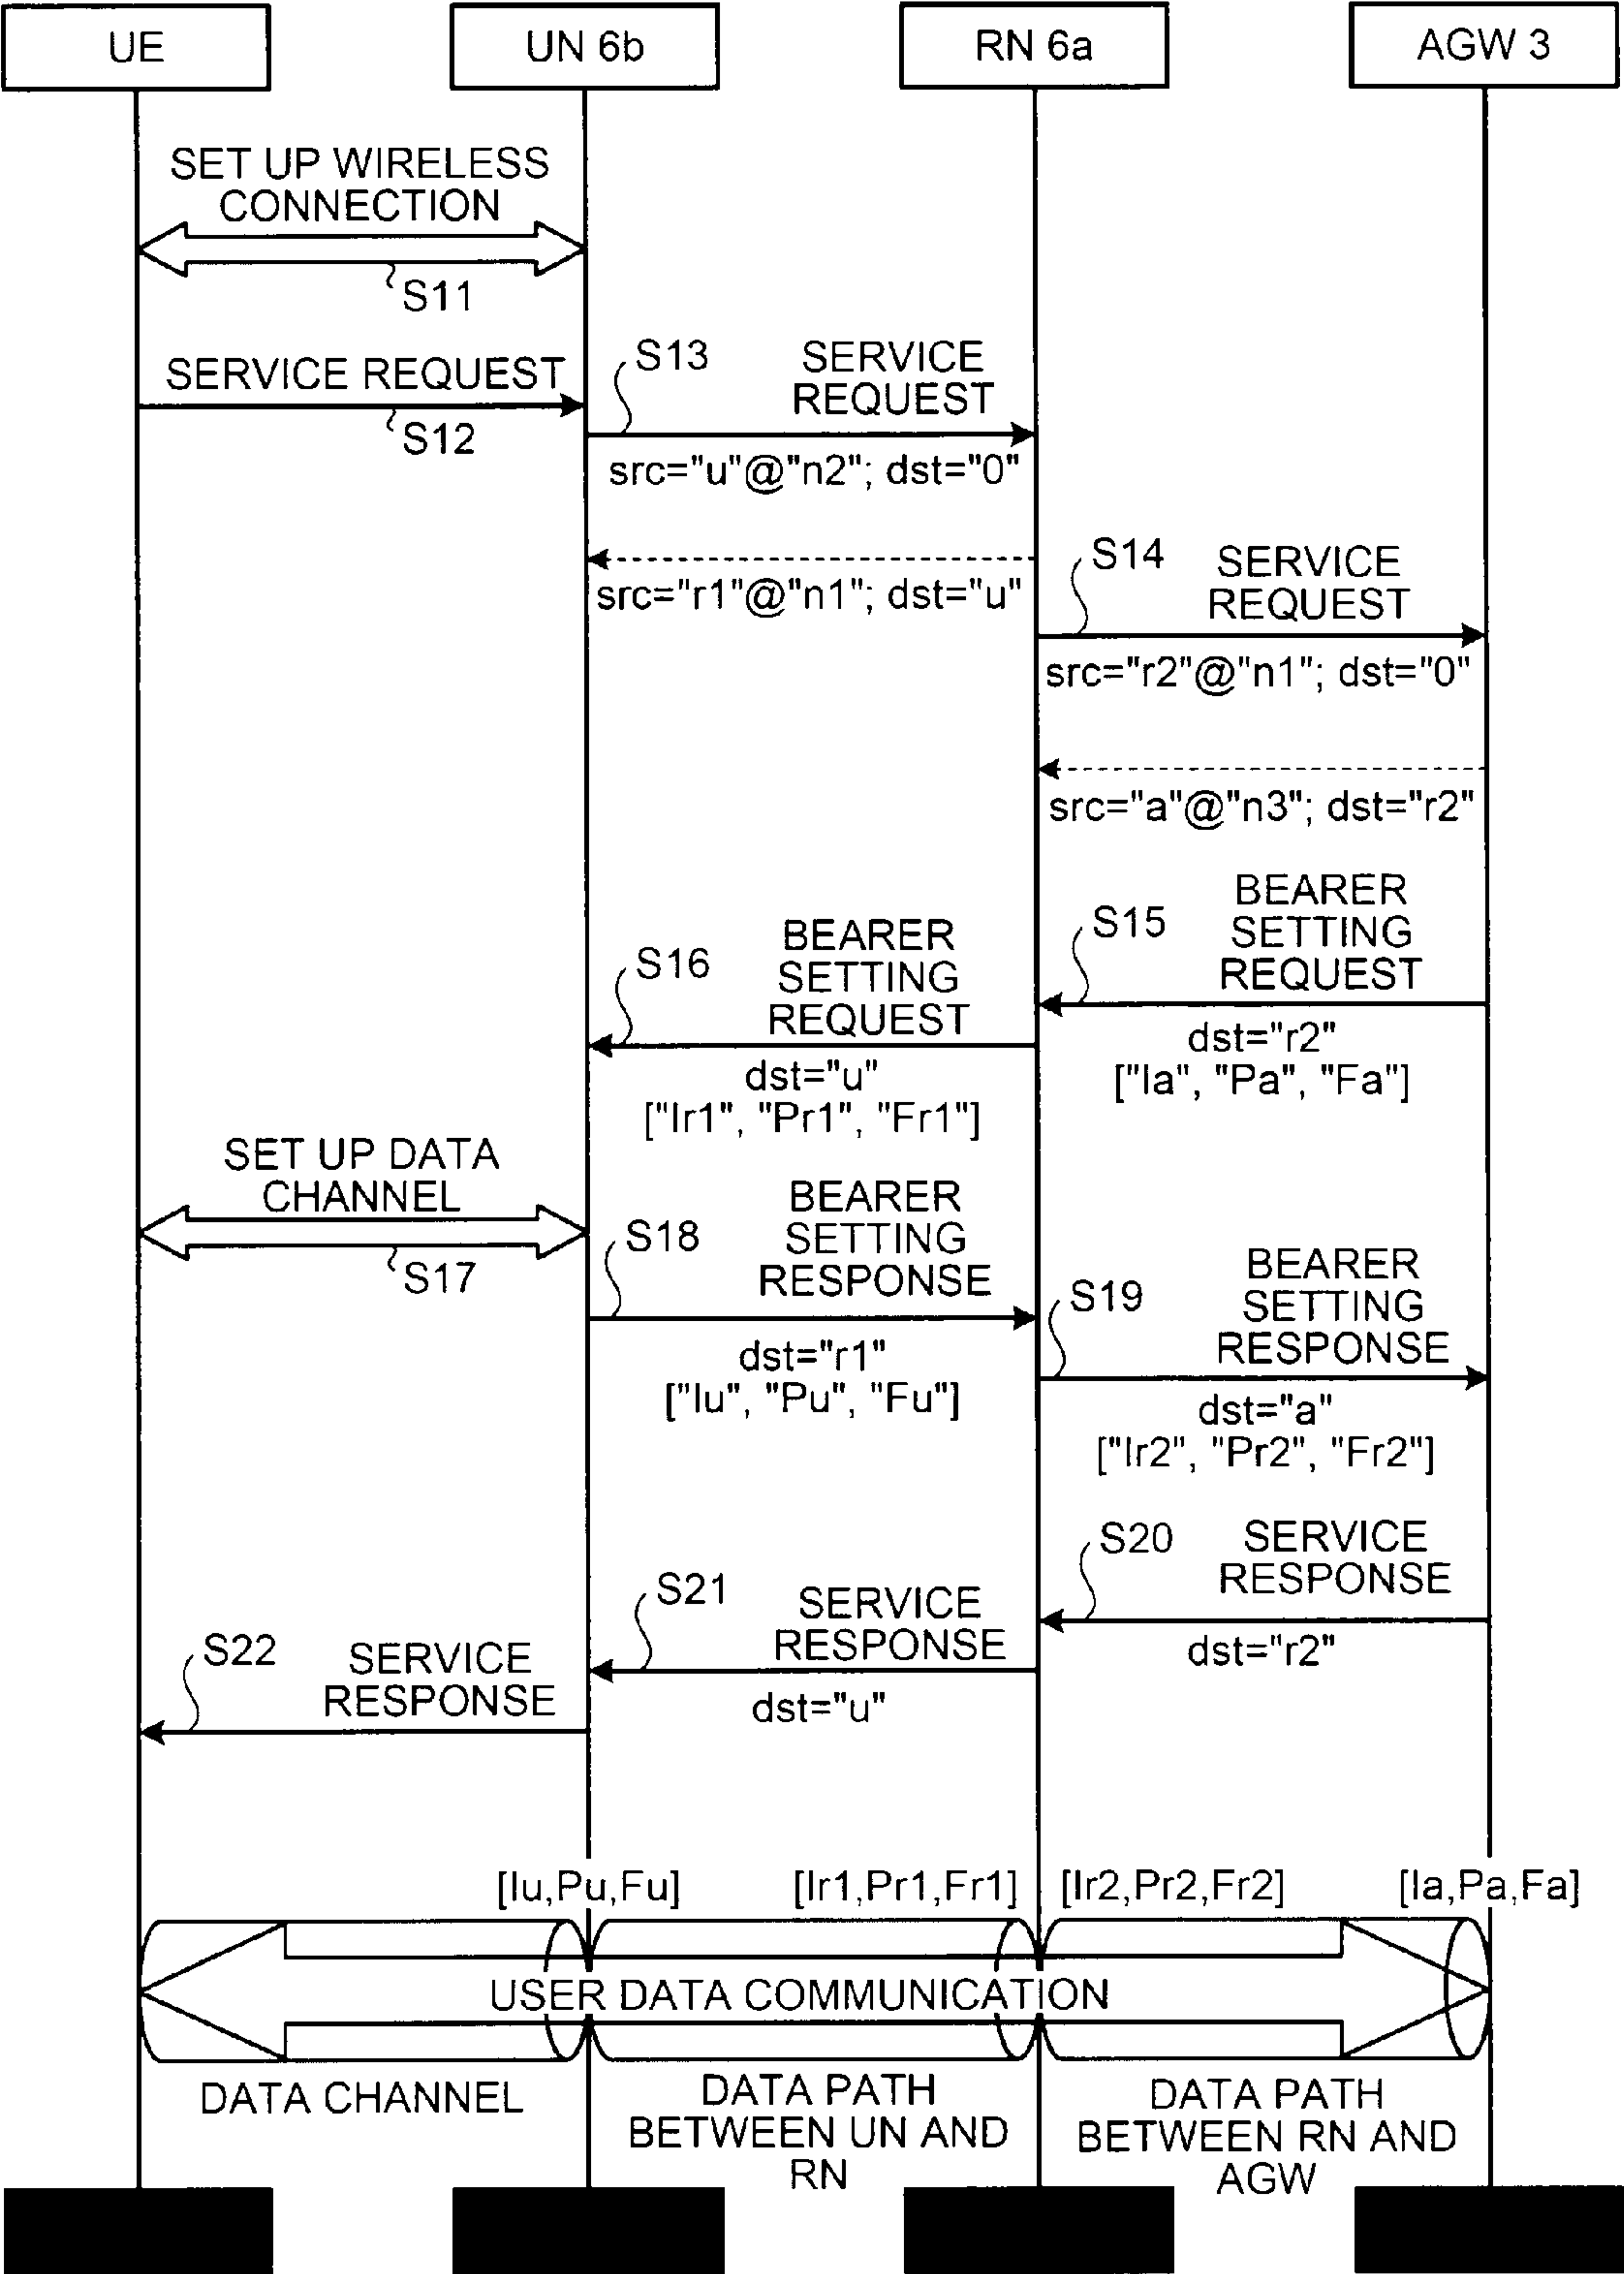 UE
UN 6b
RN 6a
AGW 3
SET UP WIRELESS
CONNECTION
S11
SERVICE REQUEST
S12
S13
SERVICE
REQUEST
src="u"@"n2"; dst="0"
src="r1"@"n1"; dst="u"
S14
SERVICE
REQUEST
src="r2"@"n1"; dst="0"
src="a"@"n3"; dst="r2"
S15
BEARER
SETTING
REQUEST
dst="r2"
["Ia", "Pa", "Fa"]
S16
BEARER
SETTING
REQUEST
dst="u"
["Ir1", "Pr1", "Fr1"]
SET UP DATA
CHANNEL
S17
S18
BEARER
SETTING
RESPONSE
dst="r1"
["Iu", "Pu", "Fu"]
S19
BEARER
SETTING
RESPONSE
dst="a"
["Ir2", "Pr2", "Fr2"]
S20
SERVICE
RESPONSE
dst="r2"
S21
SERVICE
RESPONSE
dst="u"
S22
SERVICE
RESPONSE
[Iu,Pu,Fu]
[Ir1,Pr1,Fr1]
[Ir2,Pr2,Fr2]
[Ia,Pa,Fa]
USER DATA COMMUNICATION
DATA CHANNEL
DATA PATH
BETWEEN UN AND
RN
DATA PATH
BETWEEN RN AND
AGW